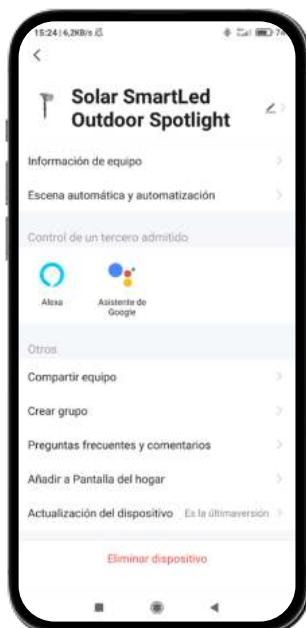 15:24 | 6,2KB/s
74
Solar SmartLed
Outdoor Spotlight
Información de equipo
Escena automática y automatización
Control de un tercero admitido
Alexa
Asistente de
Google
Otros
Compartir equipo
Crear grupo
Preguntas frecuentes y comentarios
Añadir a Pantalla del hogar
Actualización del dispositivo Es la últimaversión
Eliminar dispositivo